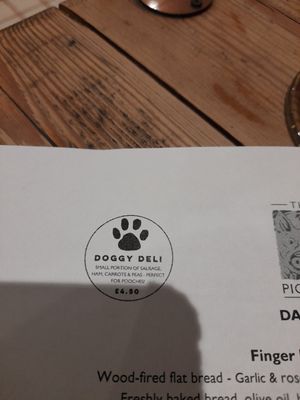 DOGGY DELI
SMALL PORTION OF SAUSAGE,
HAM, CARROTS & PEAS - PERFECT
FOR POOCHES!
£4.50
PIG
DA
Finger
Wood-fired flat bread - Garlic & ros
Freshly baked bread, olive oil,